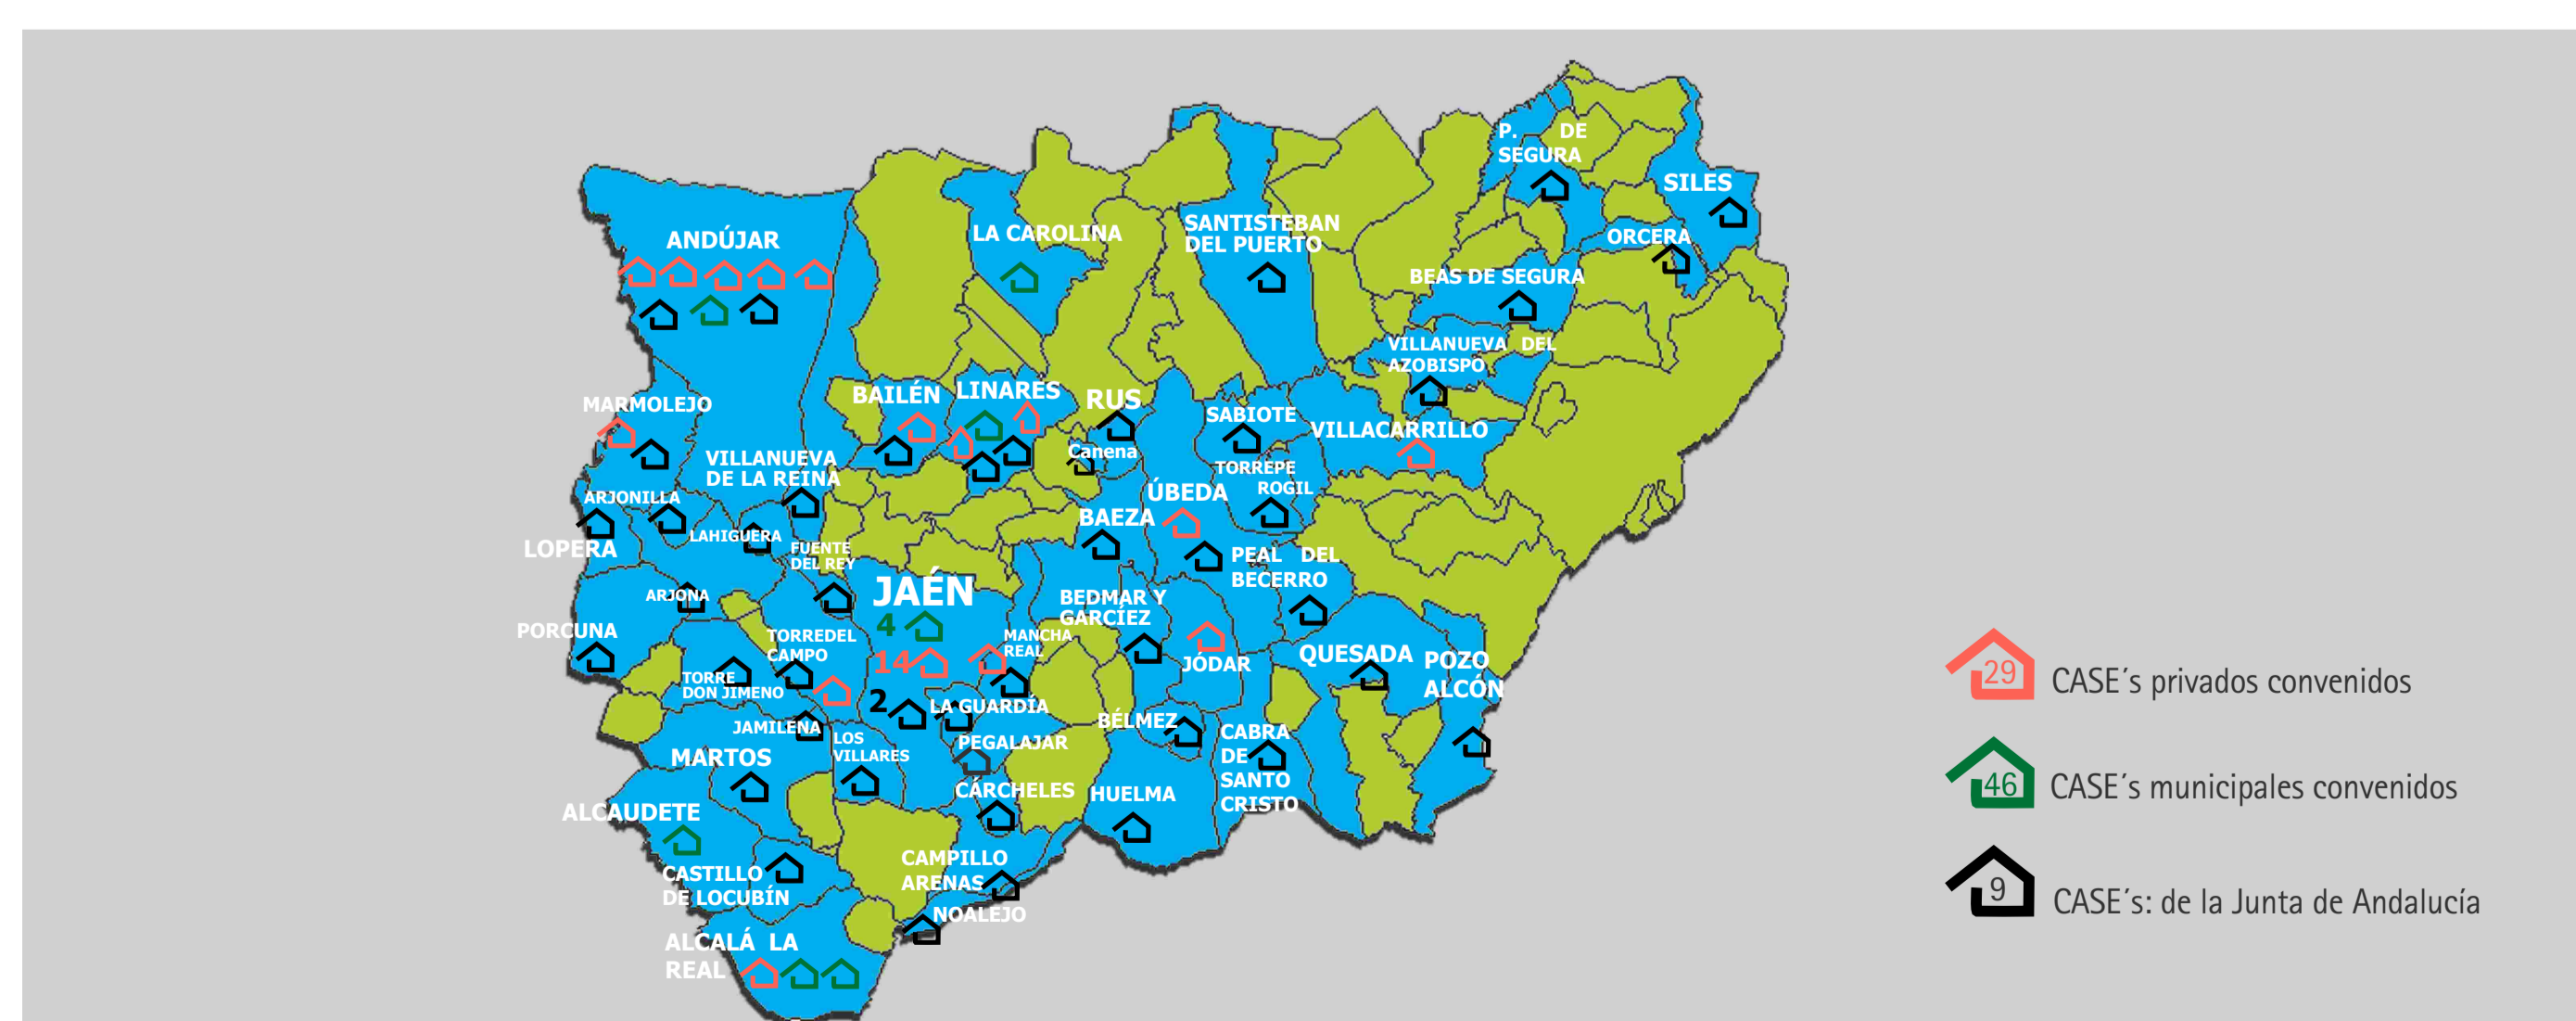 P. DE
SEGURA
SILES
ANDÚJAR
LA CAROLINA
SANTISTEBAN
DEL PUERTO
ORCERA
BEAS DE SEGURA
VILLANUEVA DEL
AZOBISPO
MARMOLEJO
BAILÉN
LINARES
RUS
SABIOTE
VILLACARRILLO
Canena
VILLANUEVA
DE LA REINA
TORREPE
ROGIL
ARJONILLA
ÚBEDA
BAEZA
LOPERA
LAHIGUERA
FUENTE
DEL REY
PEAL DEL
BECERRO
JAÉN
4
14
2
ARJONA
BEDMAR Y
GARCÍEZ
PORCUNA
TORREDEL
CAMPO
MANCHA
REAL
JÓDAR
QUESADA
POZO
ALCÓN
TORRE
DON JIMENO
LA GUARDÍA
JAMILENA
LOS
VILLARES
BÉLMEZ
CABRA
DE
SANTO
CRISTO
PEGALAJAR
MARTOS
CÁRCHELES
HUELMA
ALCAUDETE
CAMPILLO
ARENAS
CASTILLO
DE LOCUBÍN
NOALEJO
ALCALÁ LA
REAL
29 CASE´s privados convenidos
46 CASE´s municipales convenidos
9 CASE´s: de la Junta de Andalucía